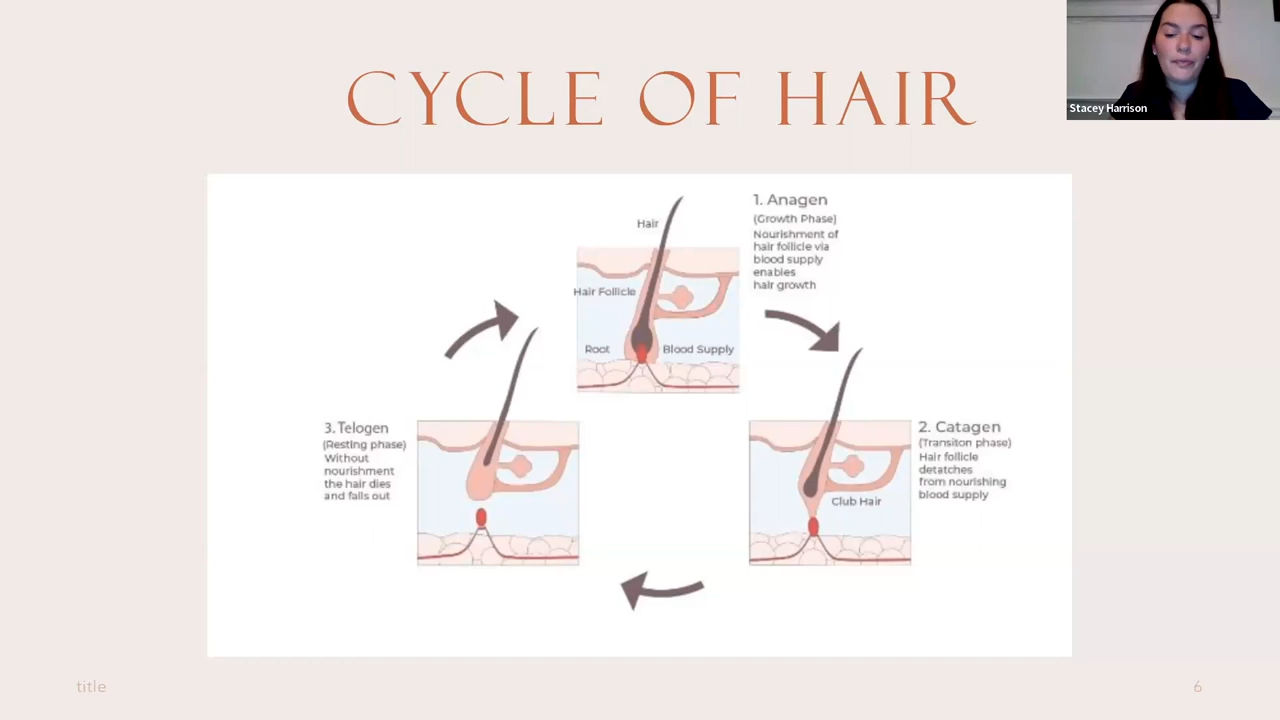 CYCLE OF HAIR
Stacey Harrison
Hair
Hair Follicle
Root
Blood Supply
1. Anagen
(Growth Phase)
Nourishment of
hair follicle via
blood supply
enables
hair growth
2. Catagen
(Transiton phase)
Hair follicle
detatches
from nourishing
blood supply
Club Hair
3. Telogen
(Resting phase)
Without
nourishment
the hair dies
and falls out
title
6